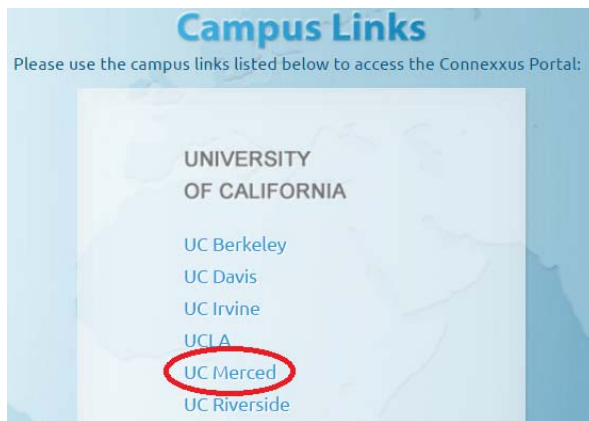 Campus Links
Please use the campus links listed below to access the Connexxus Portal:
UNIVERSITY
OF CALIFORNIA
UC Berkeley
UC Davis
UC Irvine
UCLA
UC Merced
UC Riverside